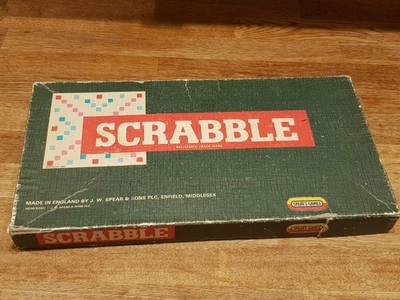 SCRABBLE
REGISTERED TRADE MARK
MADE IN ENGLAND BY J. W. SPEAR & SONS PLC, ENFIELD, MIDDLESEX
SPEAR'S GAMES
SCRABBLE
SPEAR'S GAMES